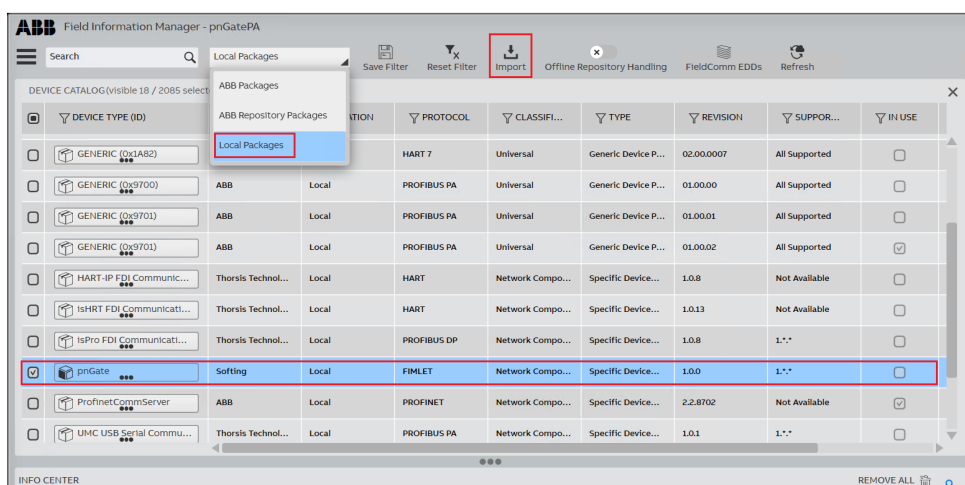 ABB Field Information Manager - pnGatePA
Search Local Packages Save Filter Reset Filter Import Offline Repository Handling FieldComm EDDs Refresh
DEVICE CATALOG(visible 18 / 2085 select
ABB Packages
ABB Repository Packages
Local Packages
DEVICE TYPE (ID) ATION PROTOCOL CLASSIFI... TYPE REVISION SUPPOR... IN USE
GENERIC (0x1A82) HART 7 Universal Generic Device P... 02.00.0007 All Supported
GENERIC (0x9700) ABB Local PROFIBUS PA Universal Generic Device P... 01.00.00 All Supported
GENERIC (0x9701) ABB Local PROFIBUS PA Universal Generic Device P... 01.00.01 All Supported
GENERIC (0x9701) ABB Local PROFIBUS PA Universal Generic Device P... 01.00.02 All Supported
HART-IP FDI Communic... Thorsis Technol... Local HART Network Compo... Specific Device... 1.0.8 Not Available
isHRT FDI Communicati... Thorsis Technol... Local HART Network Compo... Specific Device... 1.0.13 Not Available
isPro FDI Communicati... Thorsis Technol... Local PROFIBUS DP Network Compo... Specific Device... 1.0.8 1.*.*
pnGate Softing Local FIMLET Network Compo... Specific Device... 1.0.0 1.*.*
ProfinetCommServer ABB Local PROFINET Network Compo... Specific Device... 2.2.8702 Not Available
UMC USB Serial Commu... Thorsis Technol... Local PROFIBUS PA Network Compo... Specific Device... 1.0.1 1.*.*
INFO CENTER REMOVE ALL